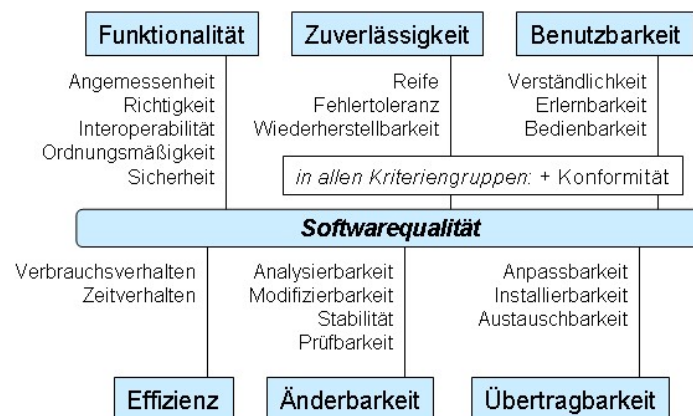 Funktionalität
Zuverlässigkeit
Benutzbarkeit
Angemessenheit
Richtigkeit
Interoperabilität
Ordnungsmäßigkeit
Sicherheit
Reife
Fehlertoleranz
Wiederherstellbarkeit
Verständlichkeit
Erlernbarkeit
Bedienbarkeit
in allen Kriteriengruppen: + Konformität
Softwarequalität
Verbrauchsverhalten
Zeitverhalten
Analysierbarkeit
Modifizierbarkeit
Stabilität
Prüfbarkeit
Anpassbarkeit
Installierbarkeit
Austauschbarkeit
Effizienz
Änderbarkeit
Übertragbarkeit